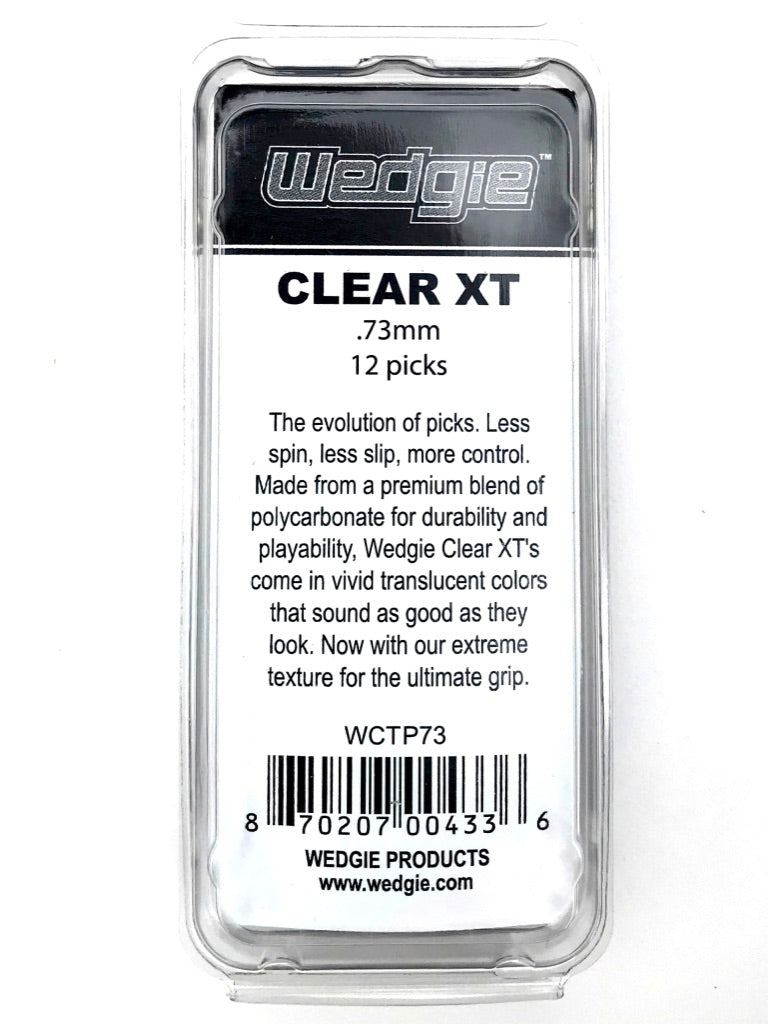 Wedgie™
CLEAR XT
.73mm
12 picks
The evolution of picks. Less
spin, less slip, more control.
Made from a premium blend of
polycarbonate for durability and
playability, Wedgie Clear XT's
come in vivid translucent colors
that sound as good as they
look. Now with our extreme
texture for the ultimate grip.
WCTP73
8 70207 00433 6
WEDGIE PRODUCTS
www.wedgie.com